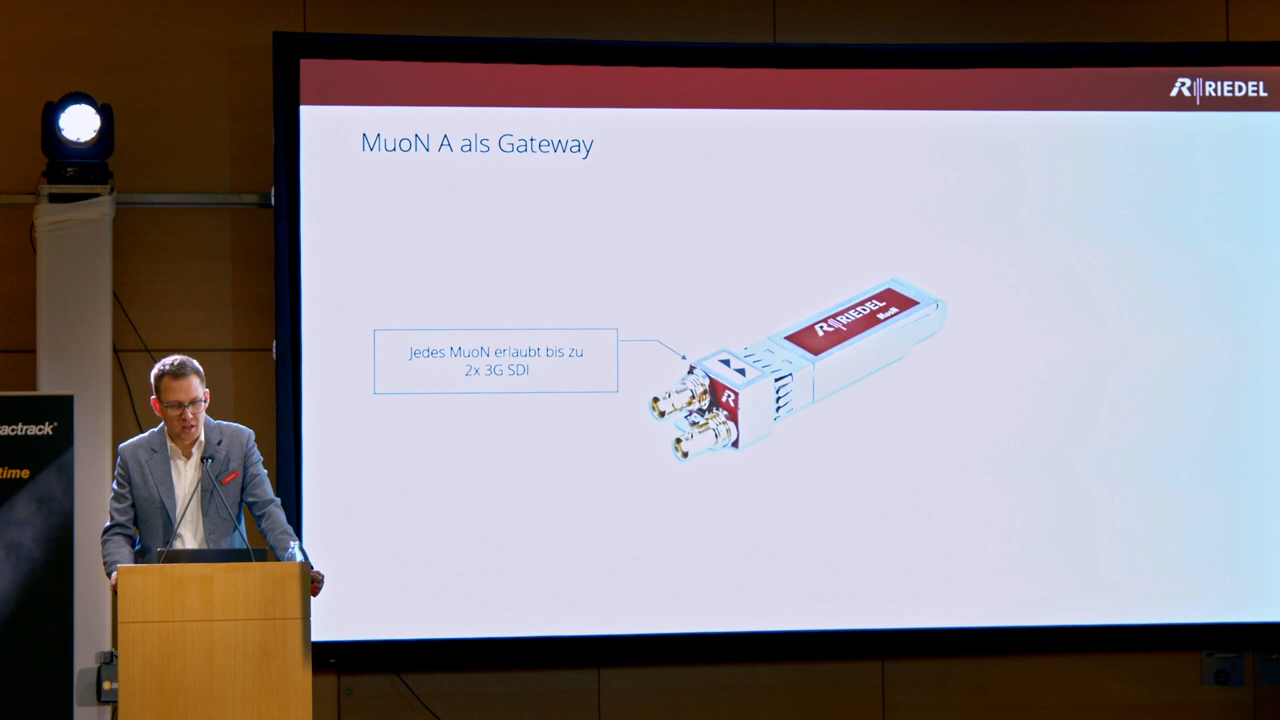 RIEDEL
MuoN A als Gateway
Jedes MuoN erlaubt bis zu
2x 3G SDI
RIEDEL
MuoN
actrack®
time